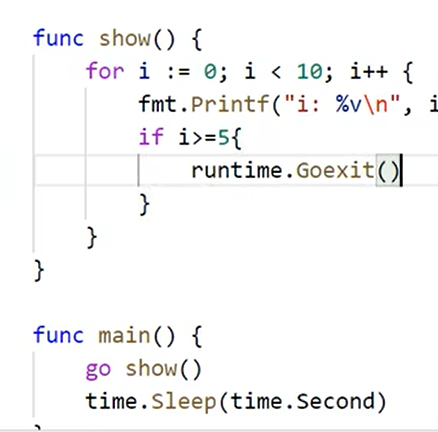 func show() {
for i := 0; i < 10; i++ {
fmt.Printf("i: %v\n", i
if i>=5{
runtime.Goexit()
}
}
}
func main() {
go show()
time.Sleep(time.Second)